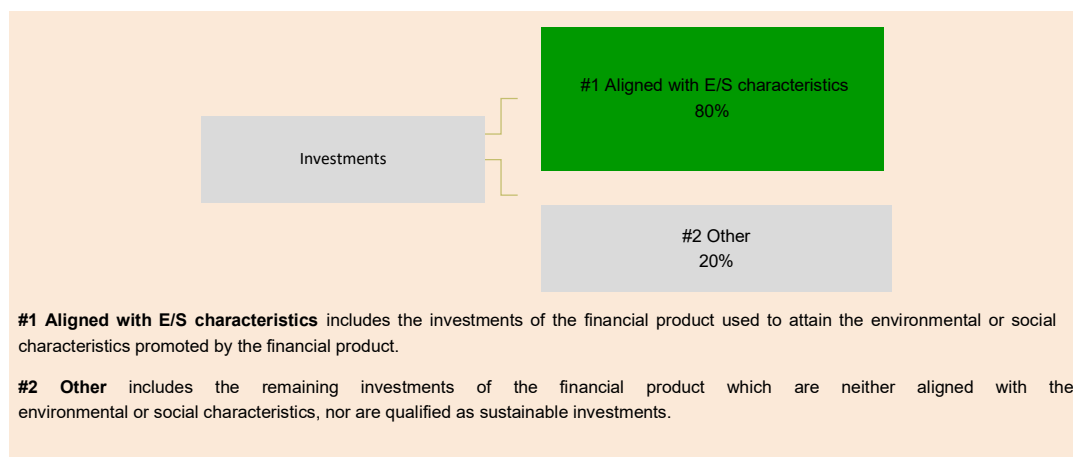 #1 Aligned with E/S characteristics
80%
Investments
#2 Other
20%
#1 Aligned with E/S characteristics includes the investments of the financial product used to attain the environmental or social
characteristics promoted by the financial product.
#2 Other includes the remaining investments of the financial product which are neither aligned with the
environmental or social characteristics, nor are qualified as sustainable investments.